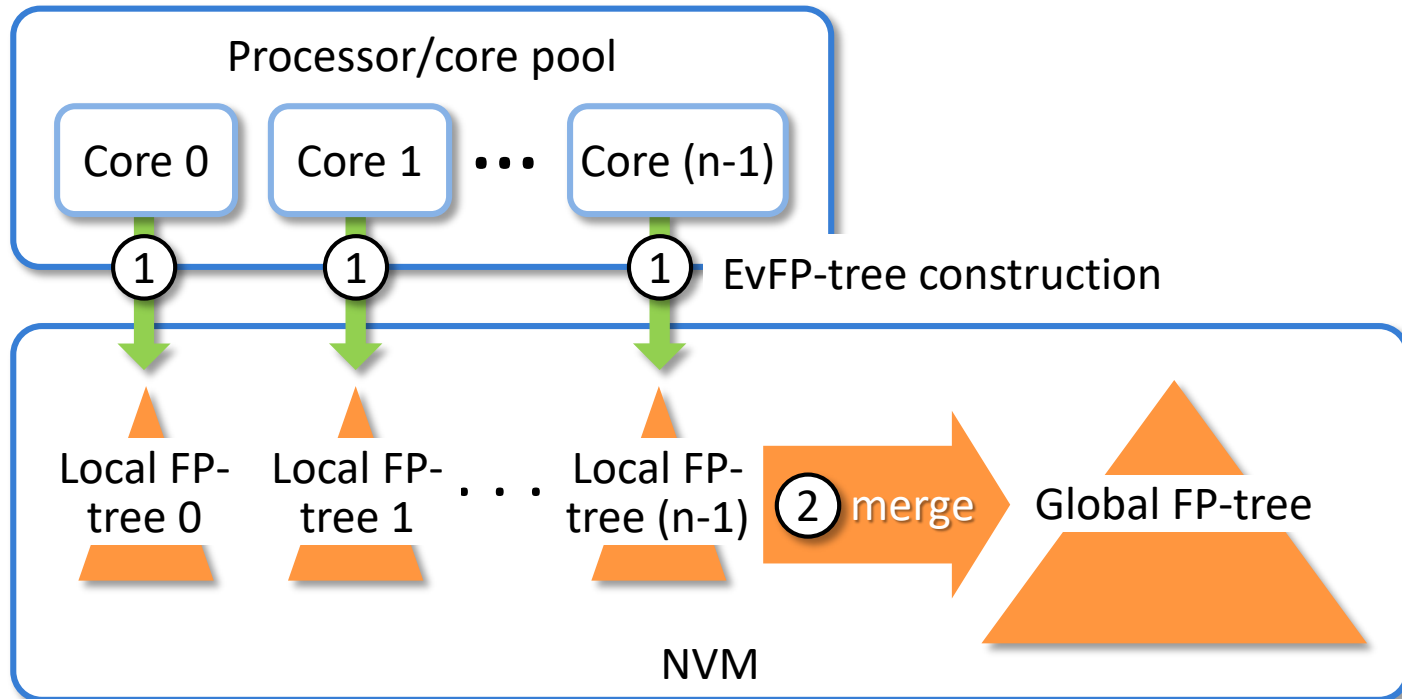 Processor/core pool
Core 0
Core 1
...
Core (n-1)
1
1
1
EvFP-tree construction
Local FP-
tree 0
Local FP-
tree 1
. . .
Local FP-
tree (n-1)
2 merge
Global FP-tree
NVM